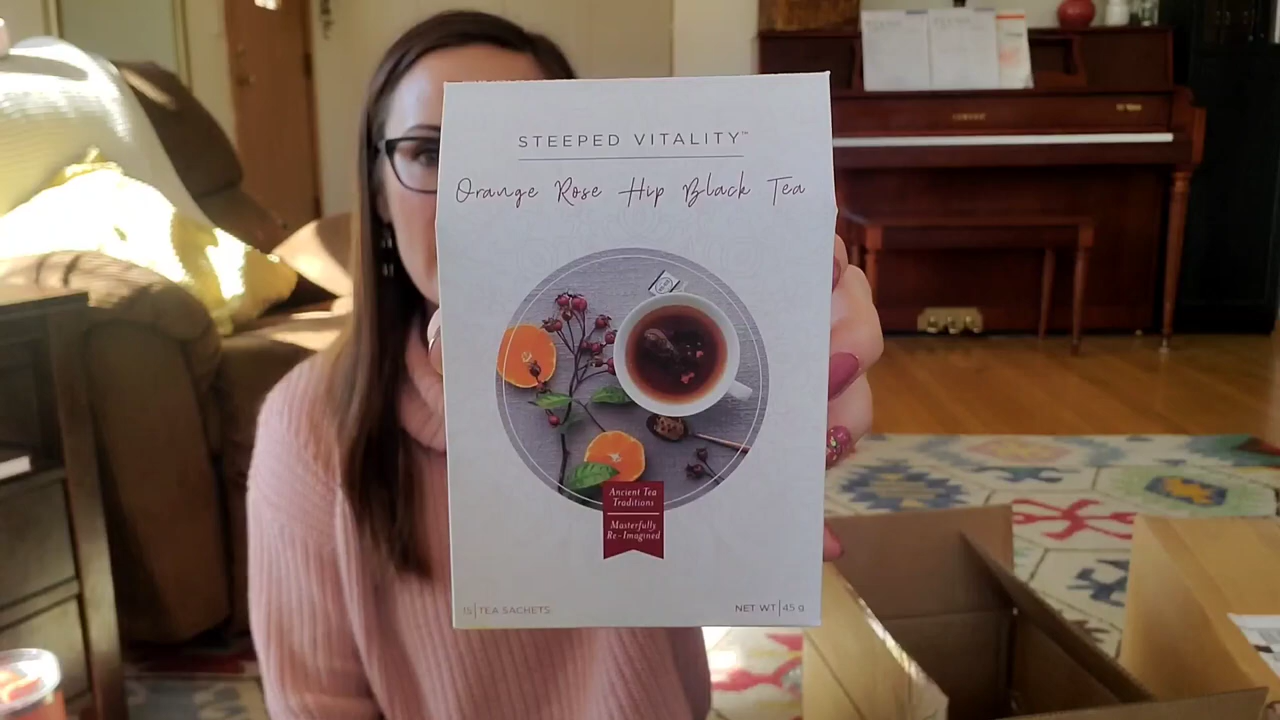 STEEPED VITALITY™
Orange Rose Hip Black Tea
Ancient Tea
Traditions
Masterfully
Re-Imagined
15 | TEA SACHETS
NET WT | 45 g
YAMAHA